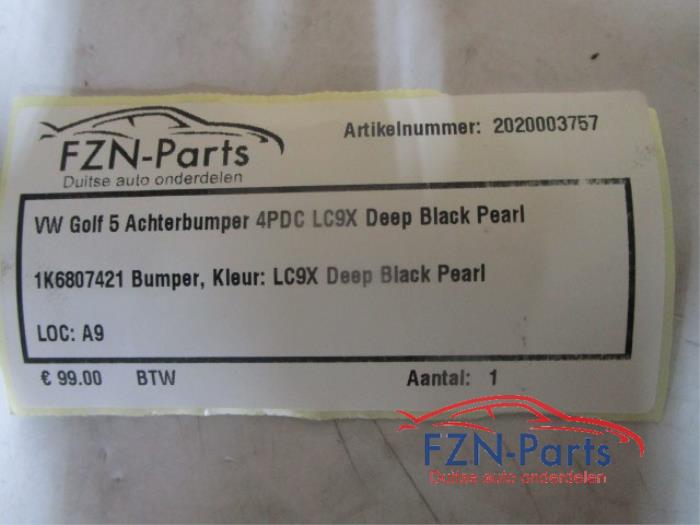 FZN-Parts
Duitse auto onderdelen
Artikelnummer: 2020003757
VW Golf 5 Achterbumper 4PDC LC9X Deep Black Pearl
1K6807421 Bumper, Kleur: LC9X Deep Black Pearl
LOC: A9
€ 99.00 BTW Aantal: 1
FZN-Parts
Duitse auto onderdelen